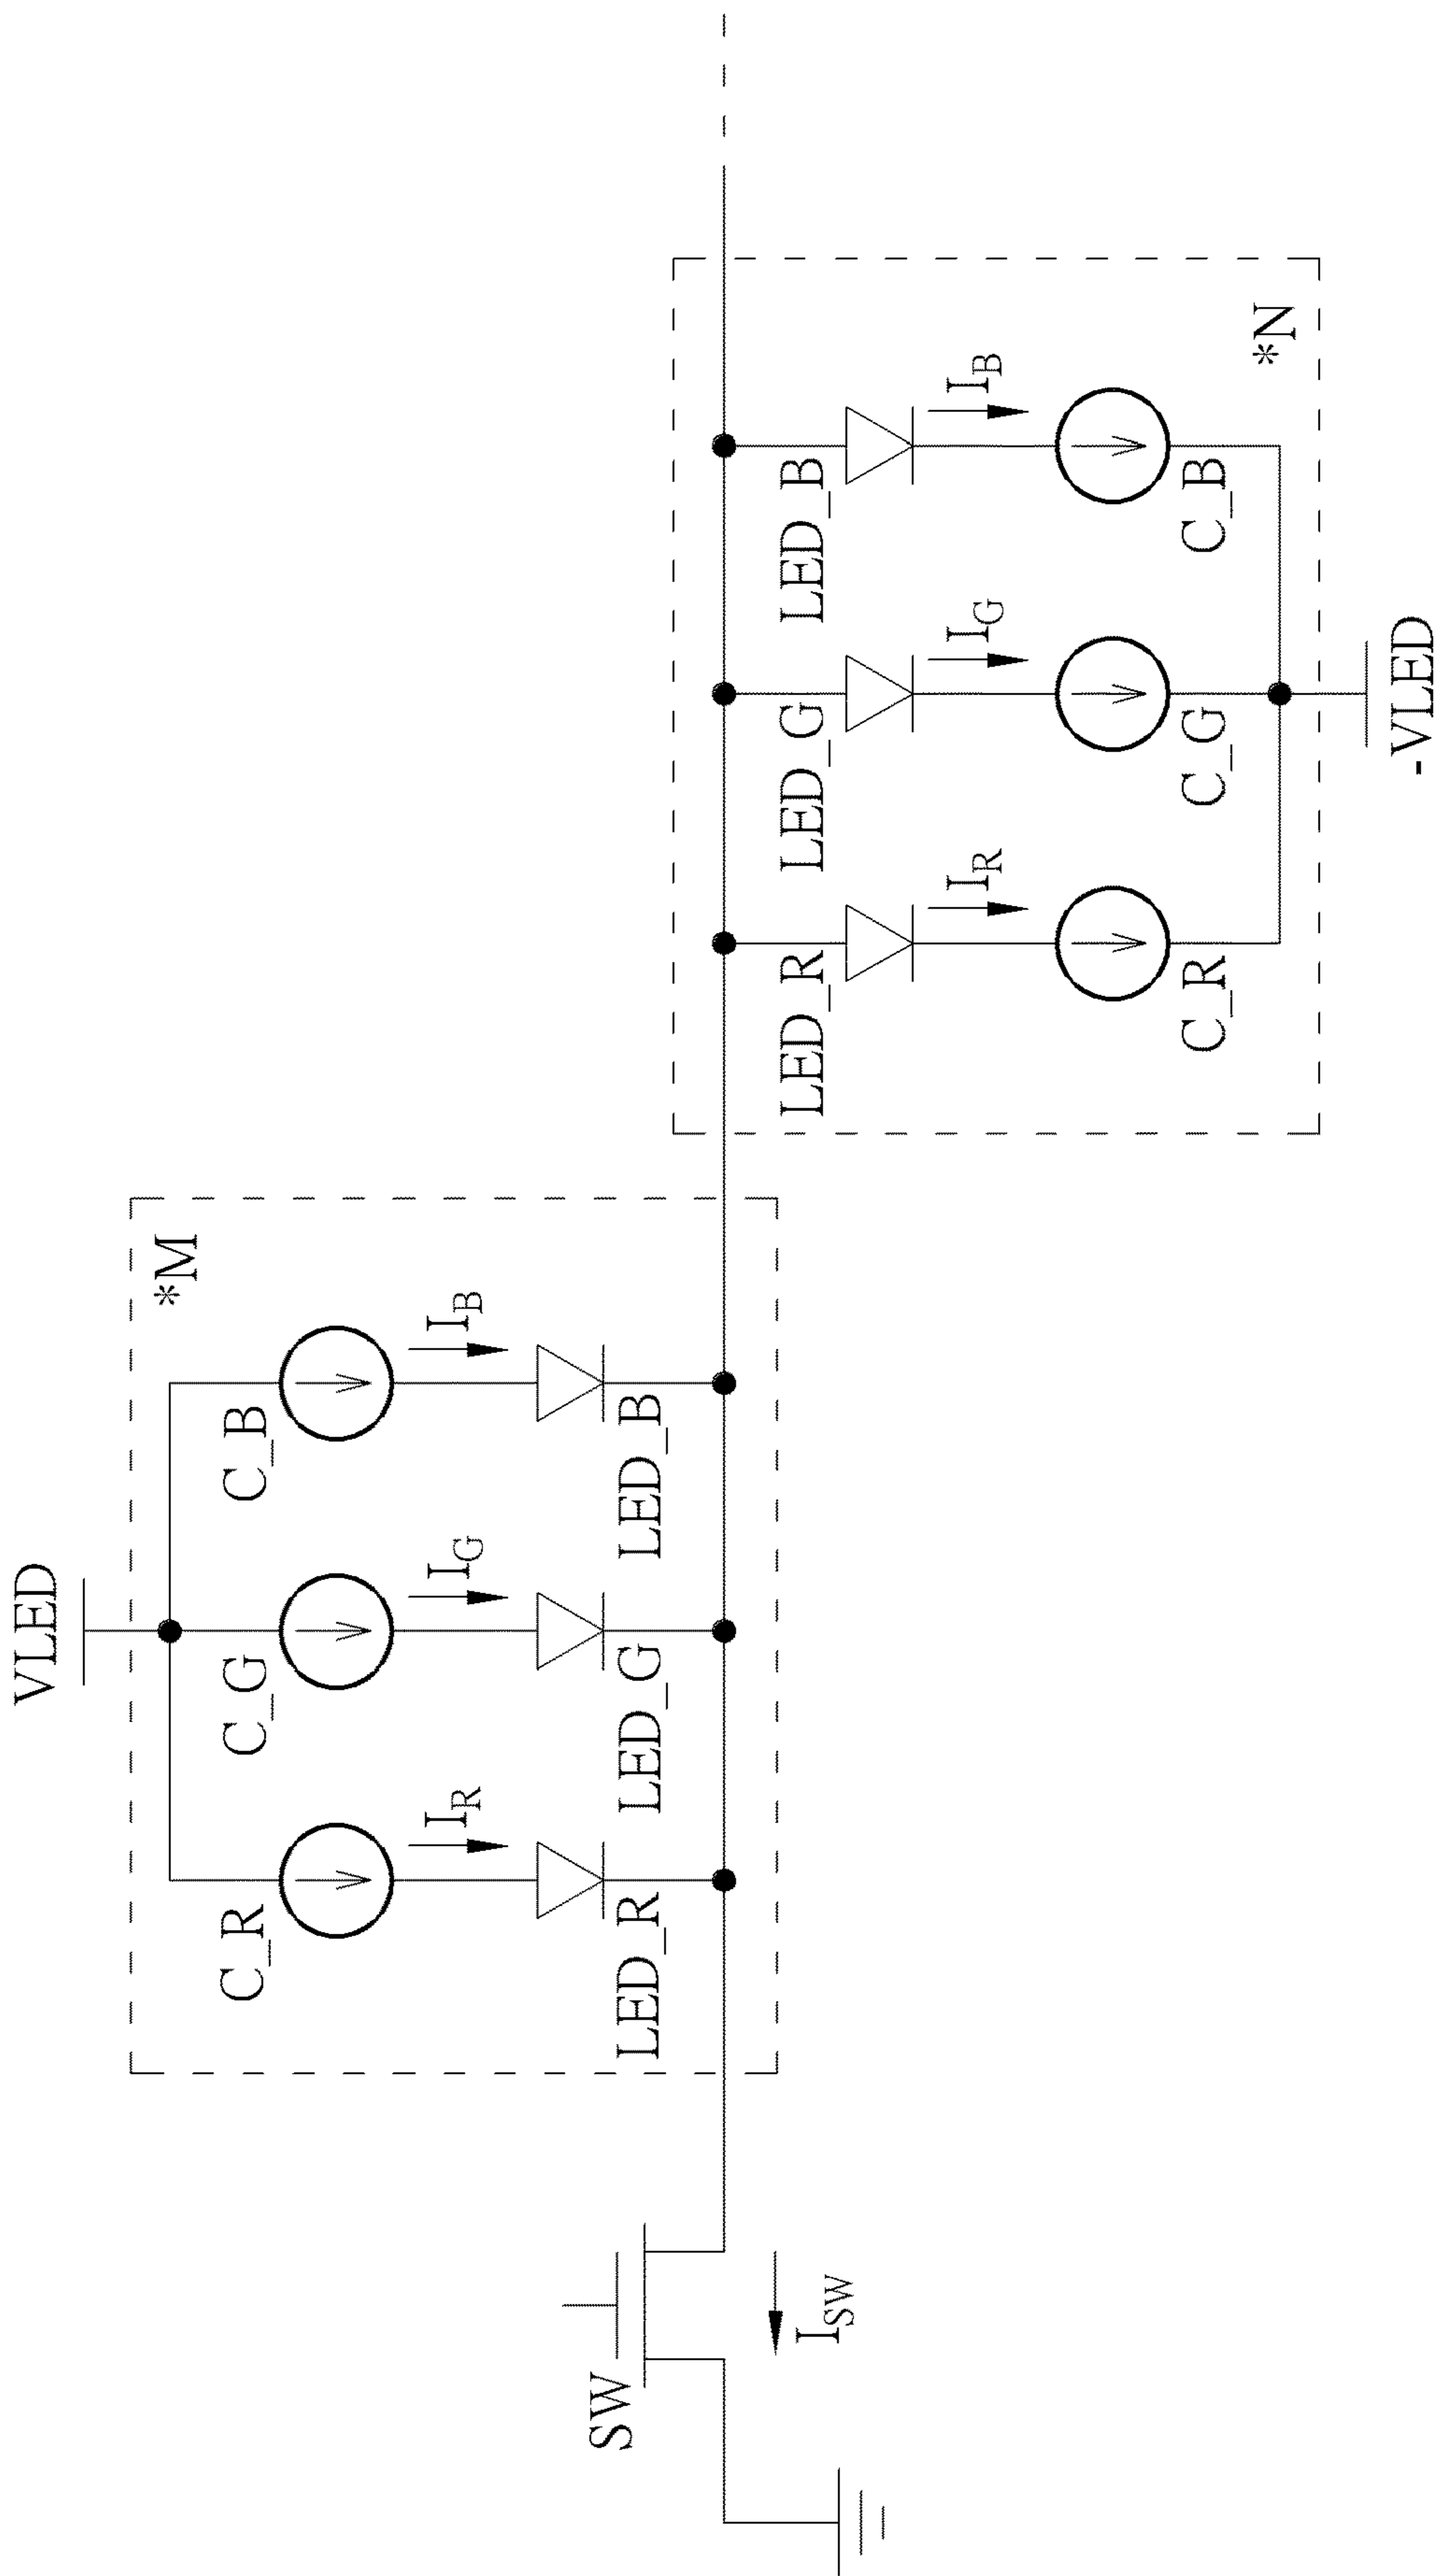 VLED
*M
C_R
C_G
C_B
I_R
I_G
I_B
LED_R
LED_G
LED_B
SW
I_SW
LED_R
LED_G
LED_B
I_R
I_G
I_B
C_R
C_G
C_B
*N
-VLED